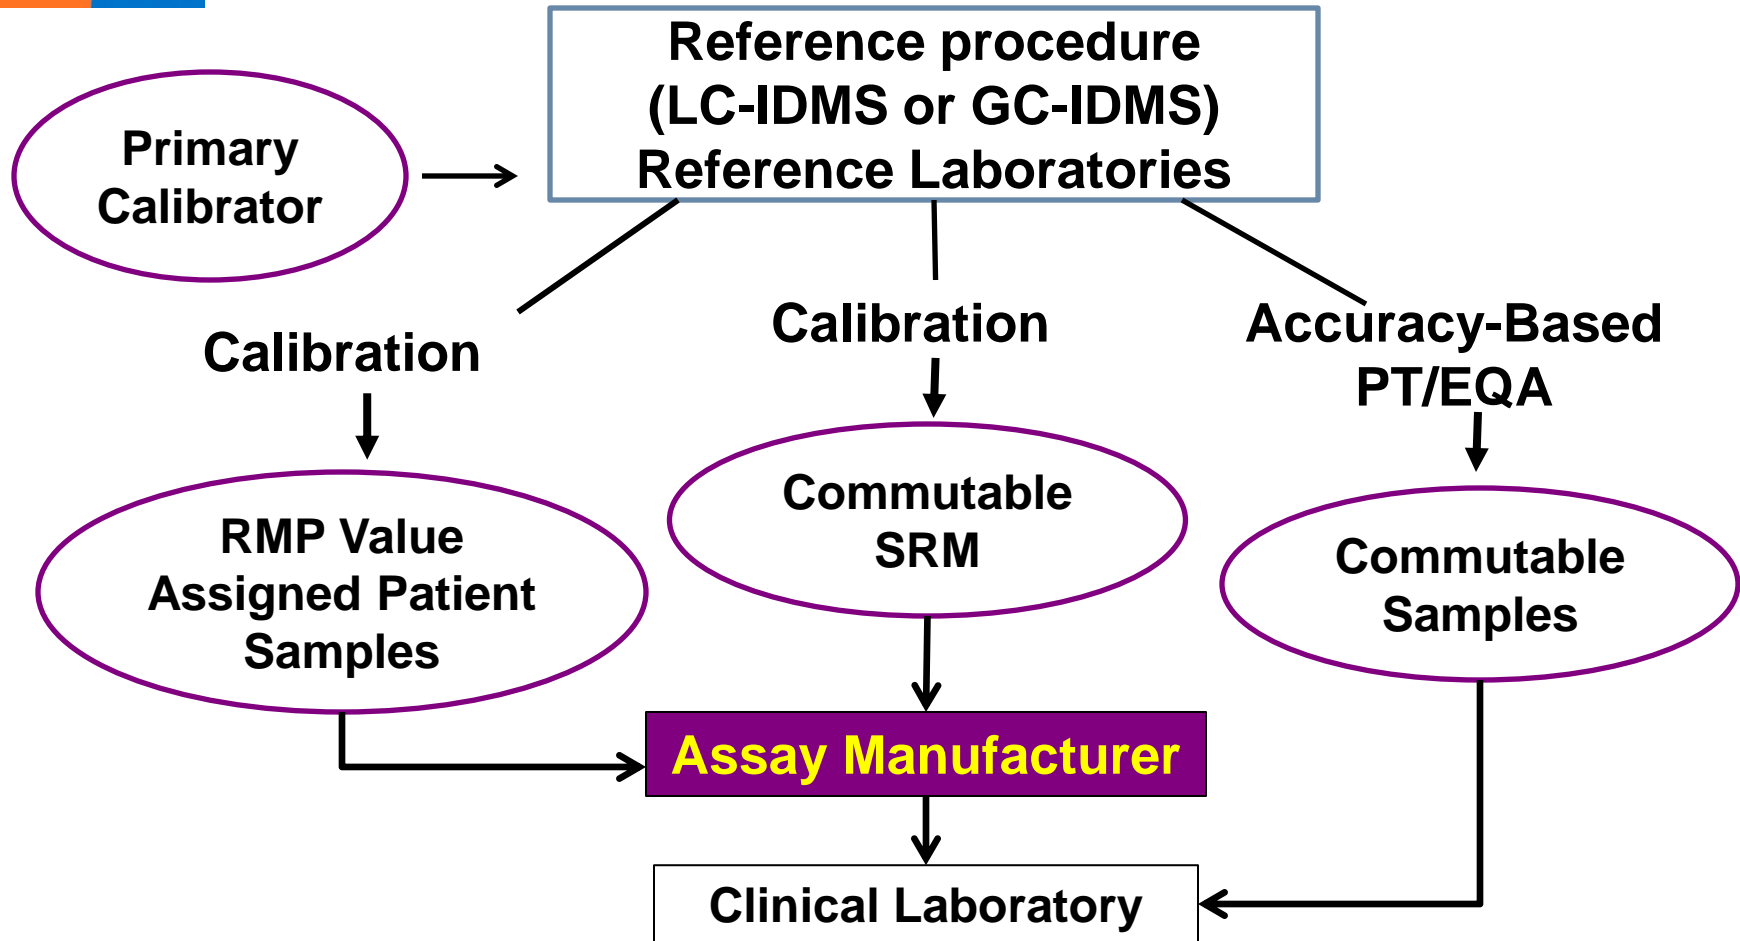 Reference procedure
(LC-IDMS or GC-IDMS)
Reference Laboratories
Primary
Calibrator
Calibration
Calibration
Accuracy-Based
PT/EQA
RMP Value
Assigned Patient
Samples
Commutable
SRM
Commutable
Samples
Assay Manufacturer
Clinical Laboratory